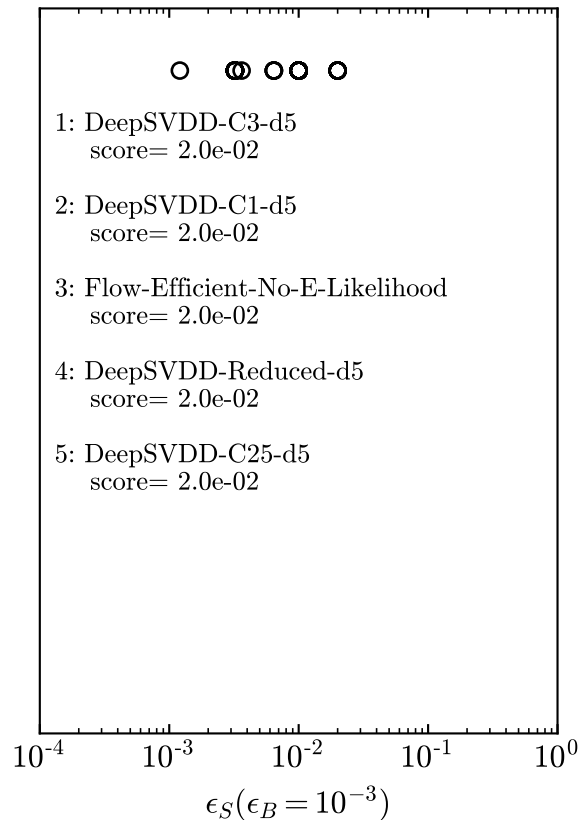 1: DeepSVDD-C3-d5
score= 2.0e-02
2: DeepSVDD-C1-d5
score= 2.0e-02
3: Flow-Efficient-No-E-Likelihood
score= 2.0e-02
4: DeepSVDD-Reduced-d5
score= 2.0e-02
5: DeepSVDD-C25-d5
score= 2.0e-02
10⁻⁴ 10⁻³ 10⁻² 10⁻¹ 10⁰
ϵ_S(ϵ_B = 10⁻³)